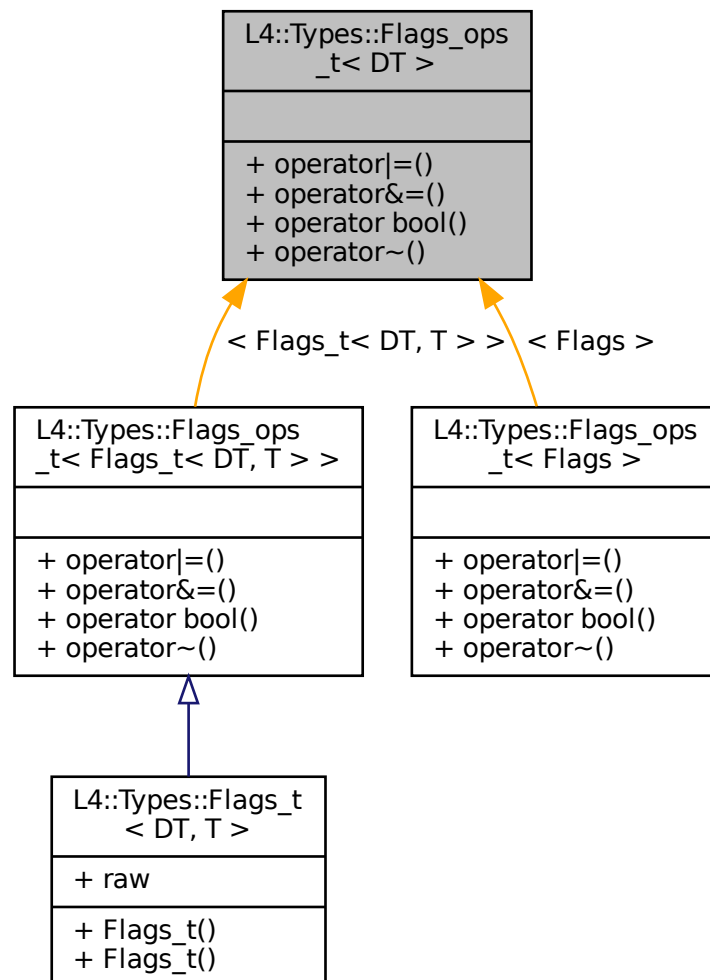 L4::Types::Flags_ops
_t< DT >
+ operator|=()
+ operator&=()
+ operator bool()
+ operator~()
< Flags_t< DT, T > >
< Flags >
L4::Types::Flags_ops
_t< Flags_t< DT, T > >
+ operator|=()
+ operator&=()
+ operator bool()
+ operator~()
L4::Types::Flags_ops
_t< Flags >
+ operator|=()
+ operator&=()
+ operator bool()
+ operator~()
L4::Types::Flags_t
< DT, T >
+ raw
+ Flags_t()
+ Flags_t()